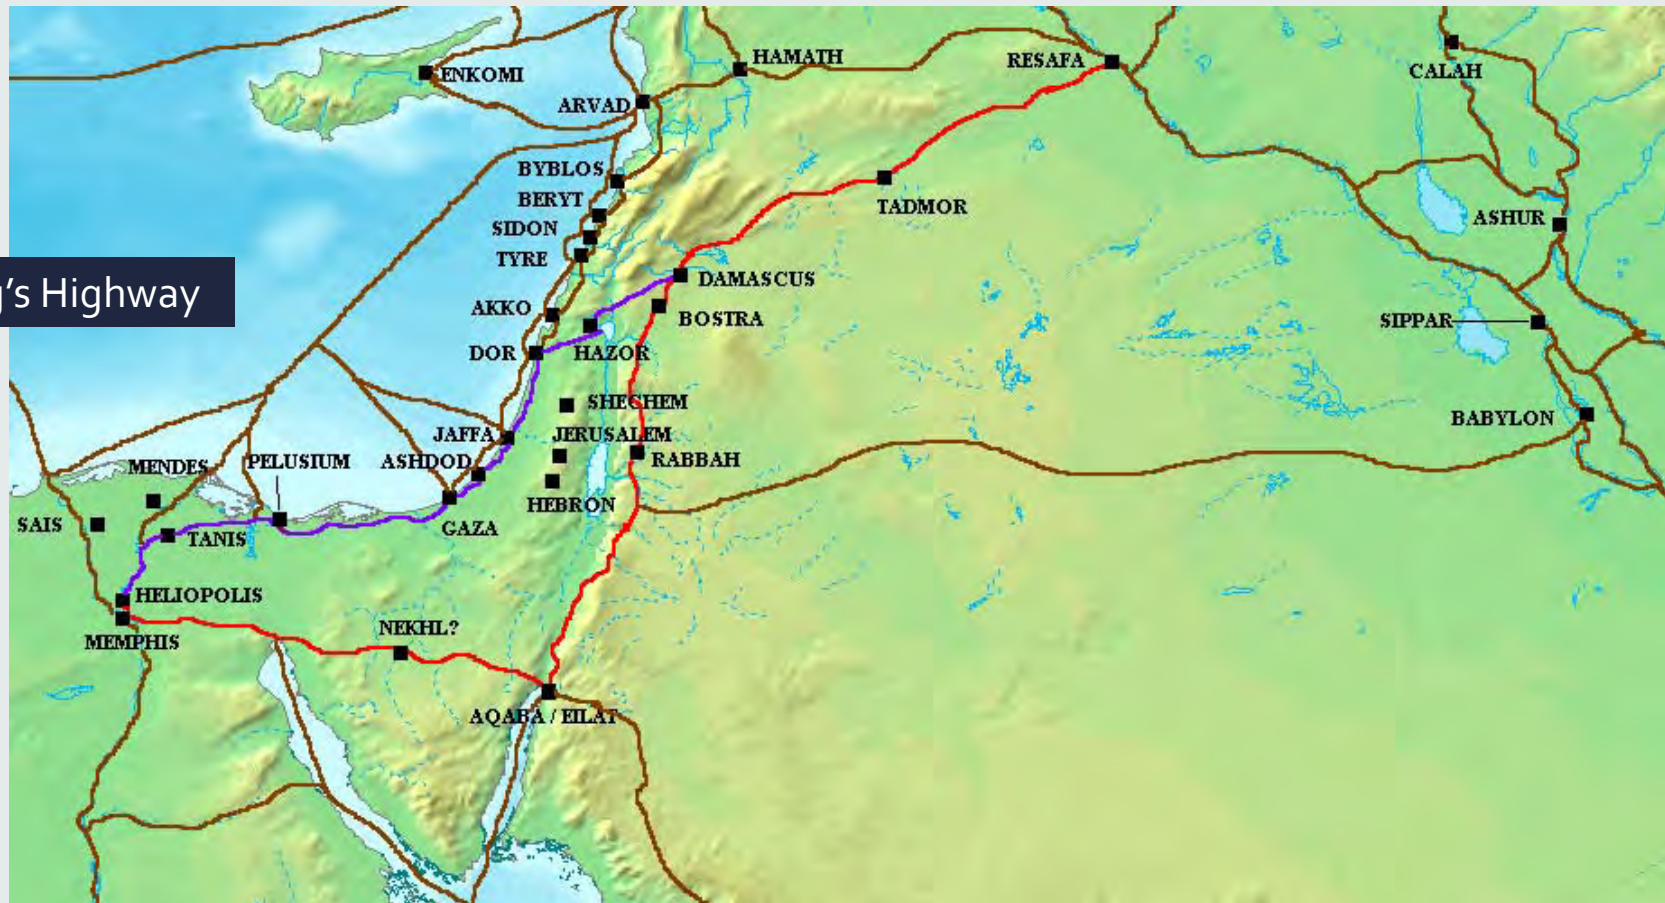 HAMATH
RESAFA
CALAH
ENKOMI
ARVAD
BYBLOS
BERYT
TADMOR
SIDON
ASHUR
TYRE
DAMASCUS
g's Highway
AKKO
BOSTRA
SIPPAR
DOR
HAZOR
SHECHEM
BABYLON
JAFFA
JERUSALEM
MENDES
PELUSIUM
ASHDOD
RABBAH
HEBRON
SAIS
GAZA
TANIS
HELIOPOLIS
NEKHL?
MEMPHIS
AQABA / EILAT